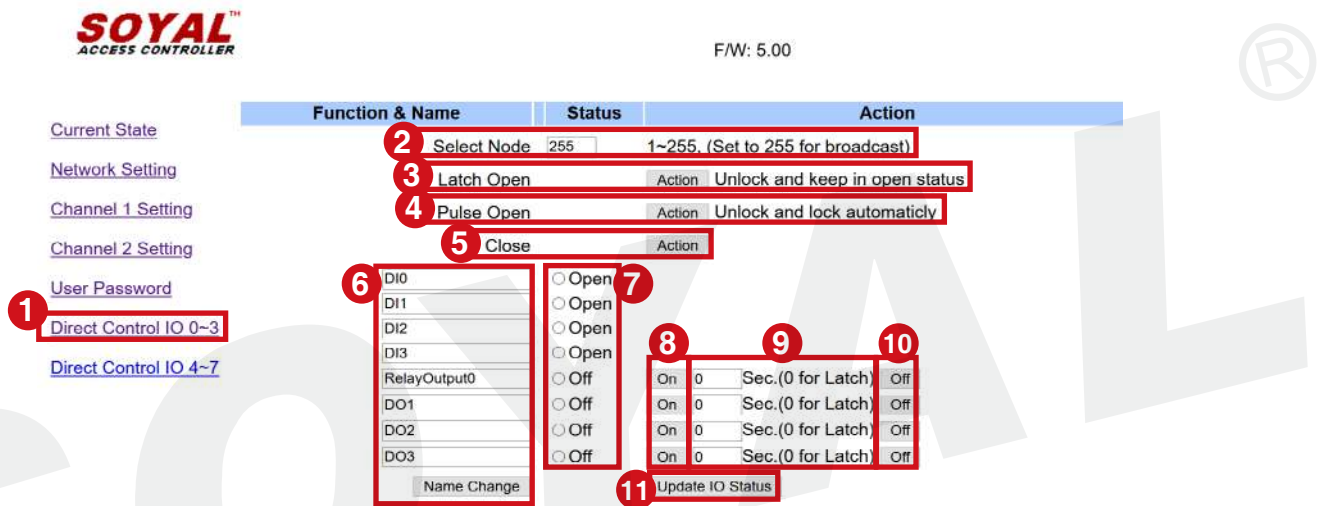 SOYAL™
ACCESS CONTROLLER
F/W: 5.00
®
Function & Name Status Action
Current State
Network Setting
Channel 1 Setting
Channel 2 Setting
User Password
1
Direct Control IO 0~3
Direct Control IO 4~7
2 Select Node 255 1~255, (Set to 255 for broadcast)
3 Latch Open Action Unlock and keep in open status
4 Pulse Open Action Unlock and lock automaticly
5 Close Action
6 DI0 Open 7
DI1 Open
DI2 Open
DI3 Open
8 9 10
RelayOutput0 Off On 0 Sec.(0 for Latch) Off
DO1 Off On 0 Sec.(0 for Latch) Off
DO2 Off On 0 Sec.(0 for Latch) Off
DO3 Off On 0 Sec.(0 for Latch) Off
Name Change 11 Update IO Status
SOYAL